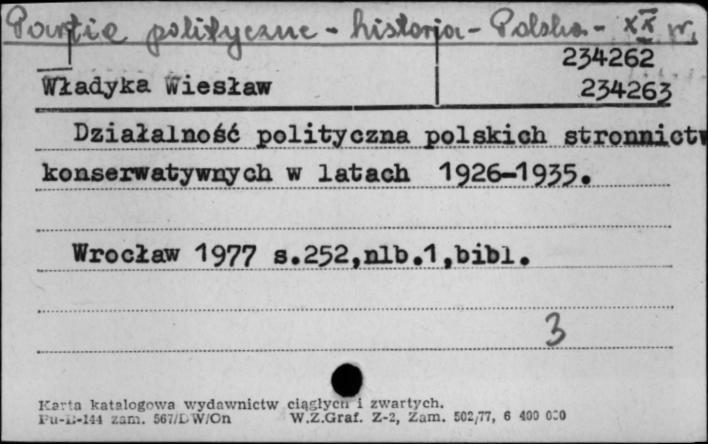 Partie polityczne - historia - Polska - XX w.
234262
Władyka Wiesław
234263
Działalność polityczna polskich stronnictw
konserwatywnych w latach 1926-1935.
Wrocław 1977 s.252,nlb.1,bibl.
3
Karta katalogowa wydawnictw ciągłych i zwartych.
Pu-B-144 zam. 567/D W/On W.Z.Graf. Z-2, Zam. 502/77, 6 400 000